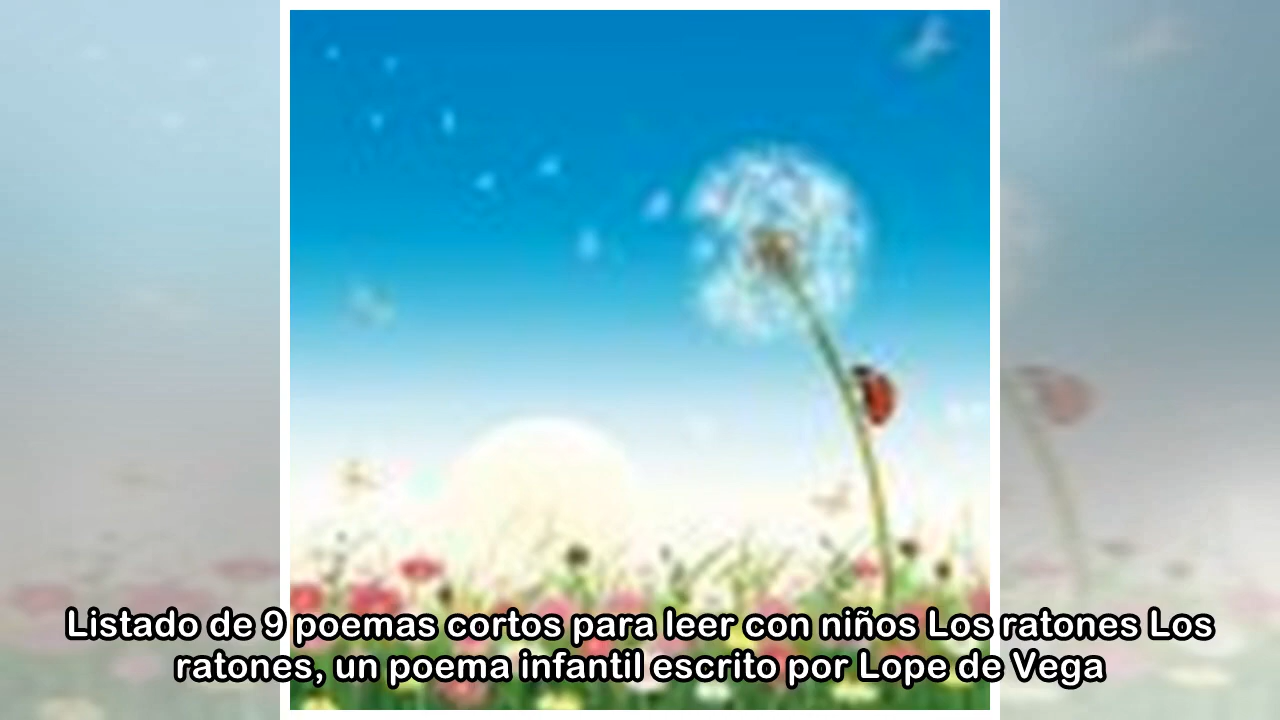 Listado de 9 poemas cortos para leer con niños Los ratones Los
ratones, un poema infantil escrito por Lope de Vega